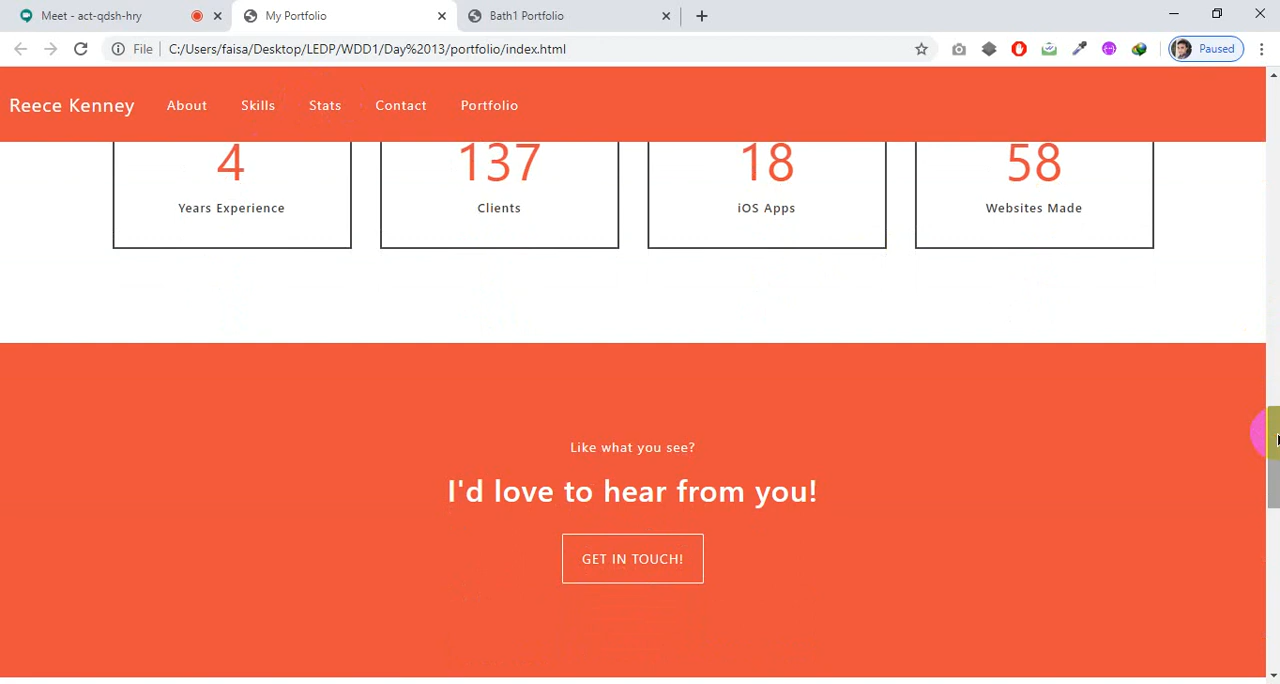 Meet - act-qdsh-hry
My Portfolio
Bath1 Portfolio
File
C:/Users/faisa/Desktop/LEDP/WDD1/Day%2013/portfolio/index.html
Paused
Reece Kenney
About
Skills
Stats
Contact
Portfolio
4
137
18
58
Years Experience
Clients
iOS Apps
Websites Made
Like what you see?
I'd love to hear from you!
GET IN TOUCH!